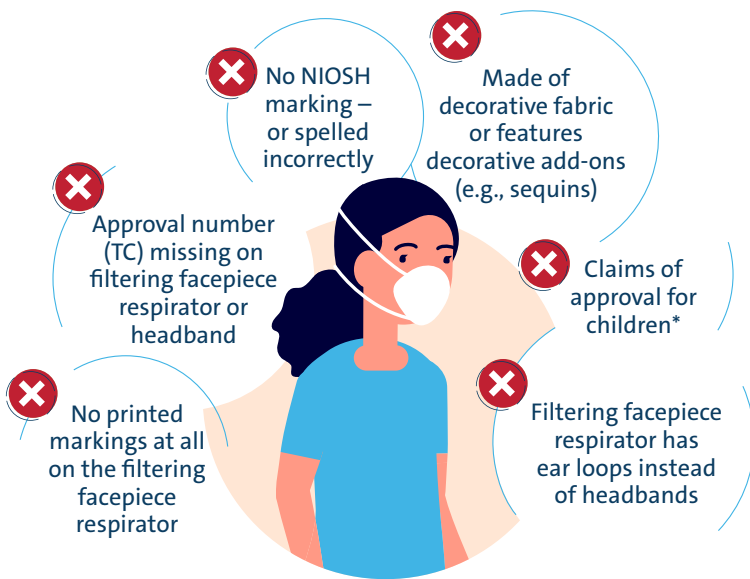 No NIOSH
marking –
or spelled
incorrectly
Made of
decorative fabric
or features
decorative add-ons
(e.g., sequins)
Approval number
(TC) missing on
filtering facepiece
respirator or
headband
Claims of
approval for
children*
No printed
markings at all
on the filtering
facepiece
respirator
Filtering facepiece
respirator has
ear loops instead
of headbands